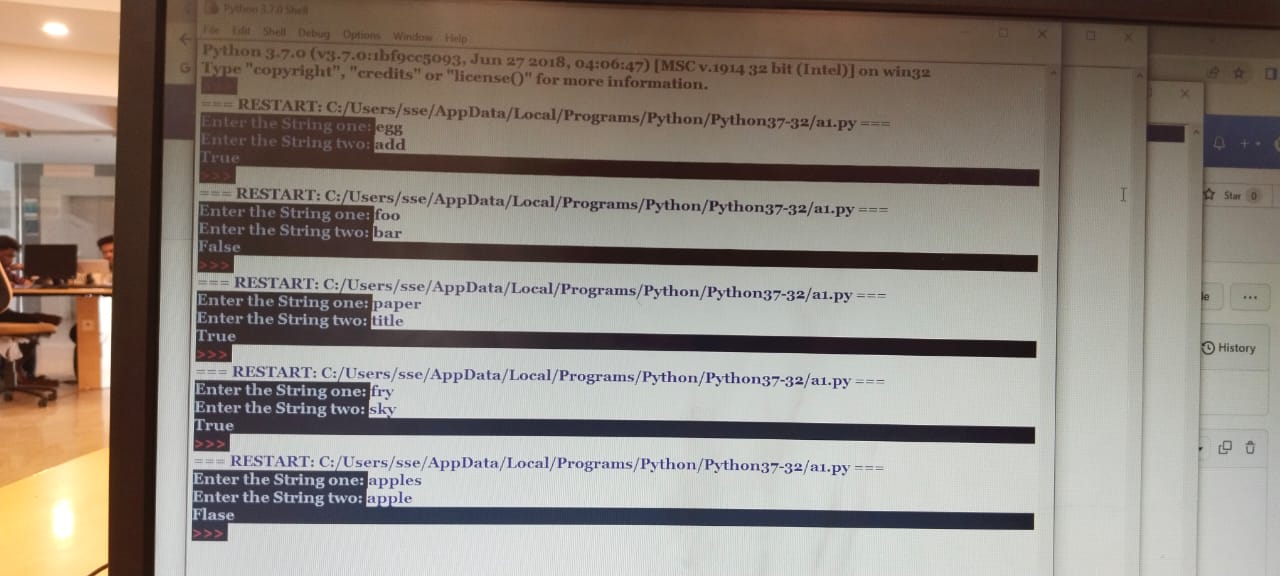 Python 3.7.0 Shell
File Edit Shell Debug Options Window Help
Python 3.7.0 (v3.7.0:1bf9cc5093, Jun 27 2018, 04:06:47) [MSC v.1914 32 bit (Intel)] on win32
Type "copyright", "credits" or "license()" for more information.
>>>
=== RESTART: C:/Users/sse/AppData/Local/Programs/Python/Python37-32/a1.py ===
Enter the String one: egg
Enter the String two: add
True
>>>
=== RESTART: C:/Users/sse/AppData/Local/Programs/Python/Python37-32/a1.py ===
Enter the String one: foo
Enter the String two: bar
False
>>>
=== RESTART: C:/Users/sse/AppData/Local/Programs/Python/Python37-32/a1.py ===
Enter the String one: paper
Enter the String two: title
True
>>>
=== RESTART: C:/Users/sse/AppData/Local/Programs/Python/Python37-32/a1.py ===
Enter the String one: fry
Enter the String two: sky
True
>>>
=== RESTART: C:/Users/sse/AppData/Local/Programs/Python/Python37-32/a1.py ===
Enter the String one: apples
Enter the String two: apple
Flase
>>>
G
Star 0
History